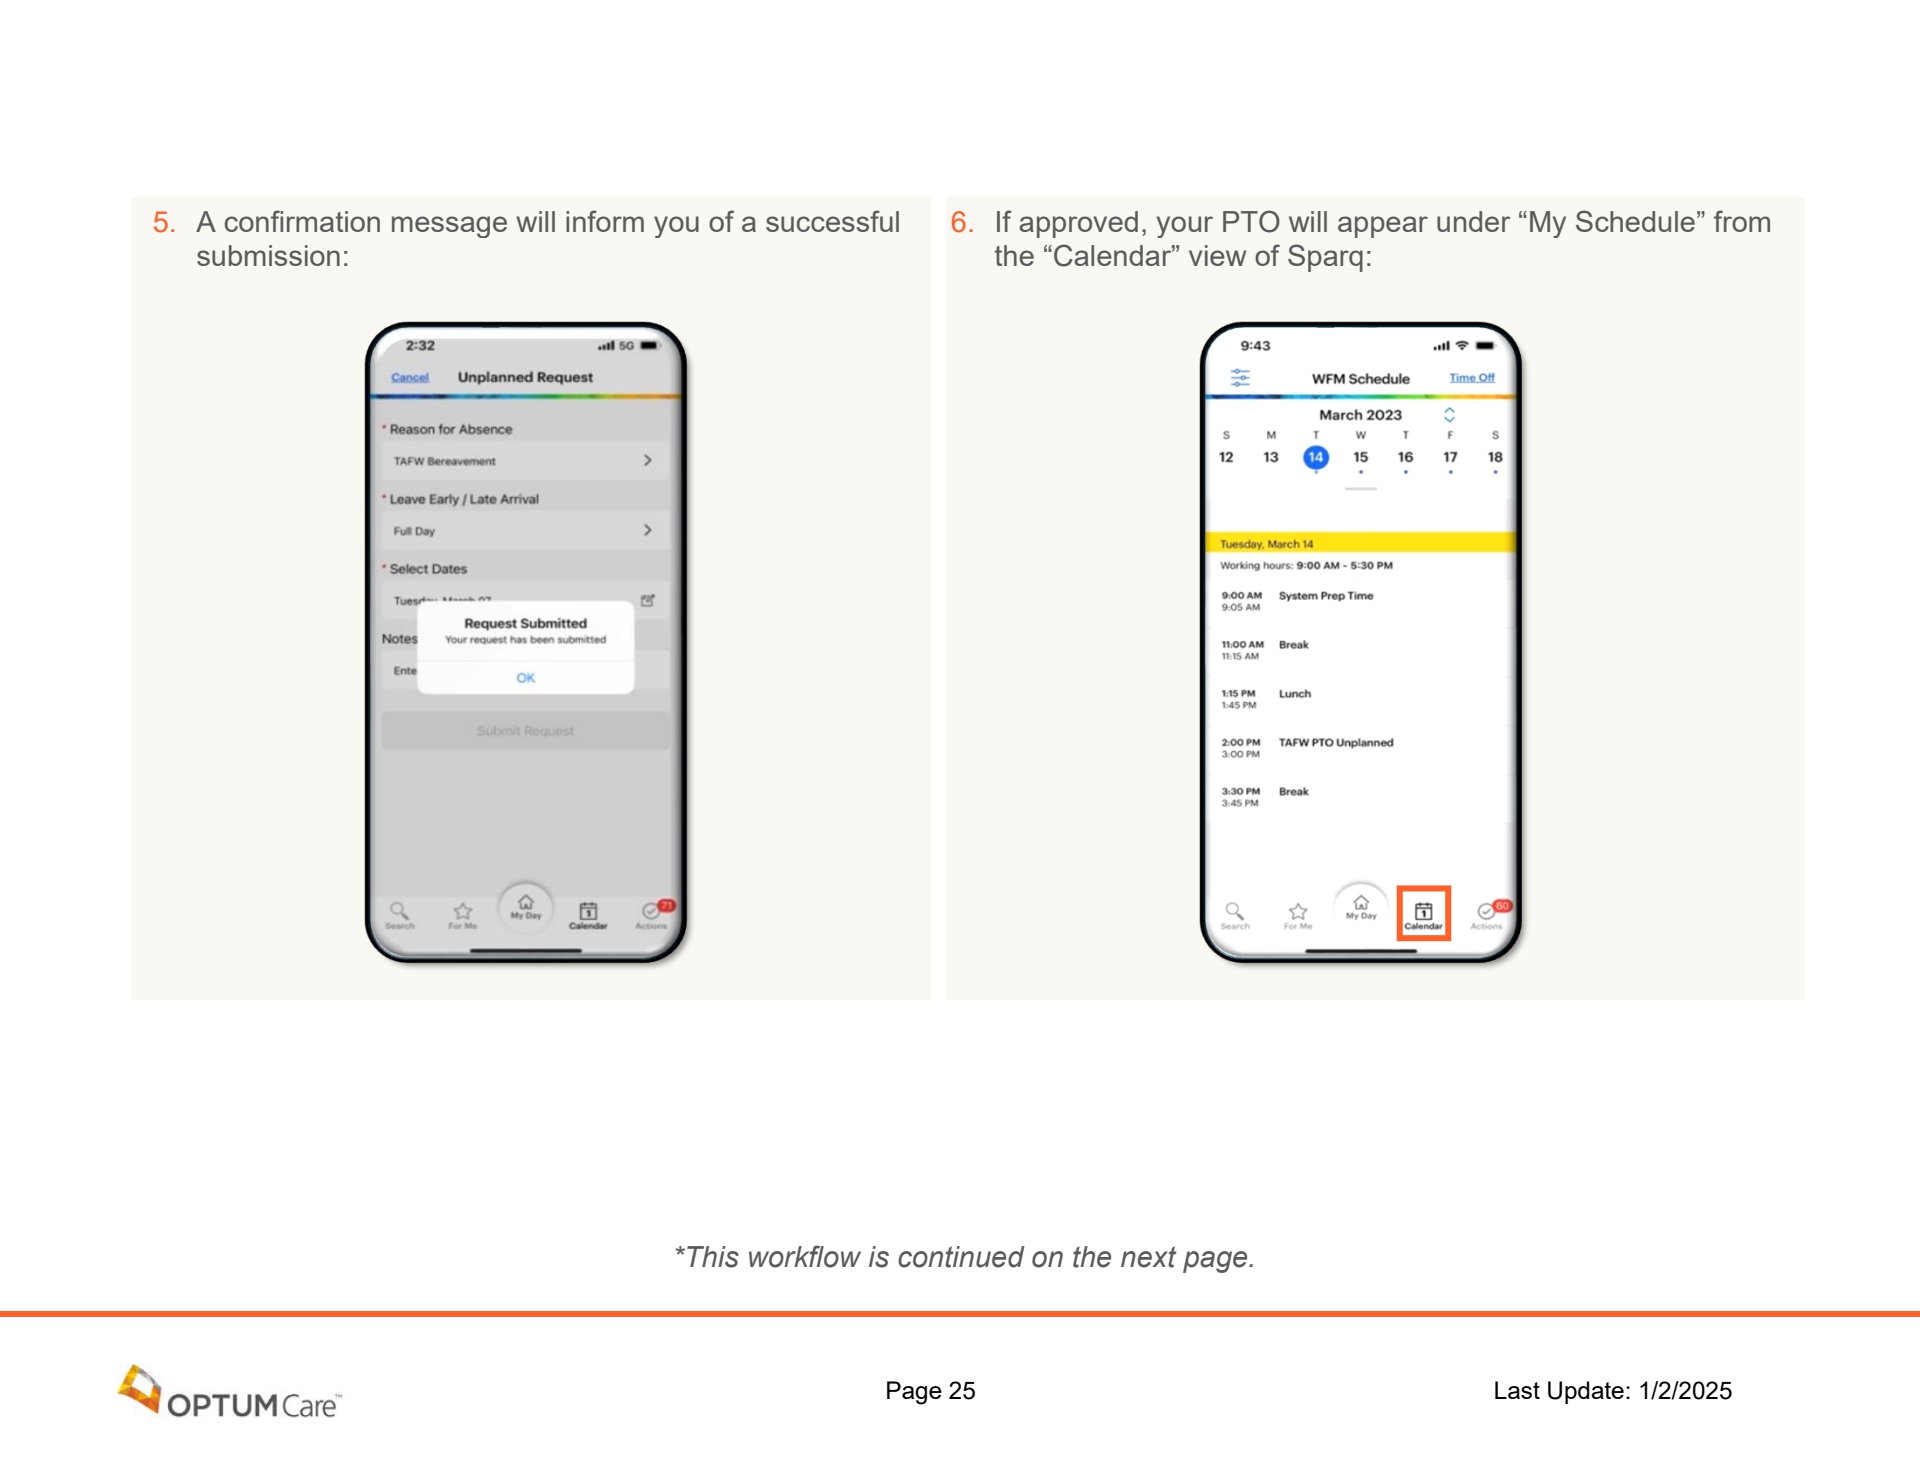 5. A confirmation message will inform you of a successful
submission:
2:32
5G
Cancel
Unplanned Request
* Reason for Absence
TAFW Bereavement
* Leave Early / Late Arrival
Full Day
* Select Dates
Tuesday, March 07
Request Submitted
Your request has been submitted
Notes
Ente
OK
Submit Request
Search
For Me
My Day
1
Calendar
71
Actions
6. If approved, your PTO will appear under “My Schedule” from
the “Calendar” view of Sparq:
9:43
WFM Schedule
Time Off
March 2023
S M T W T F S
12 13 14 15 16 17 18
Tuesday, March 14
Working hours: 9:00 AM - 5:30 PM
9:00 AM System Prep Time
9:05 AM
11:00 AM Break
11:15 AM
1:15 PM Lunch
1:45 PM
2:00 PM TAFW PTO Unplanned
3:00 PM
3:30 PM Break
3:45 PM
Search
For Me
My Day
1
Calendar
60
Actions
*This workflow is continued on the next page.
OPTUM Care™
Page 25
Last Update: 1/2/2025